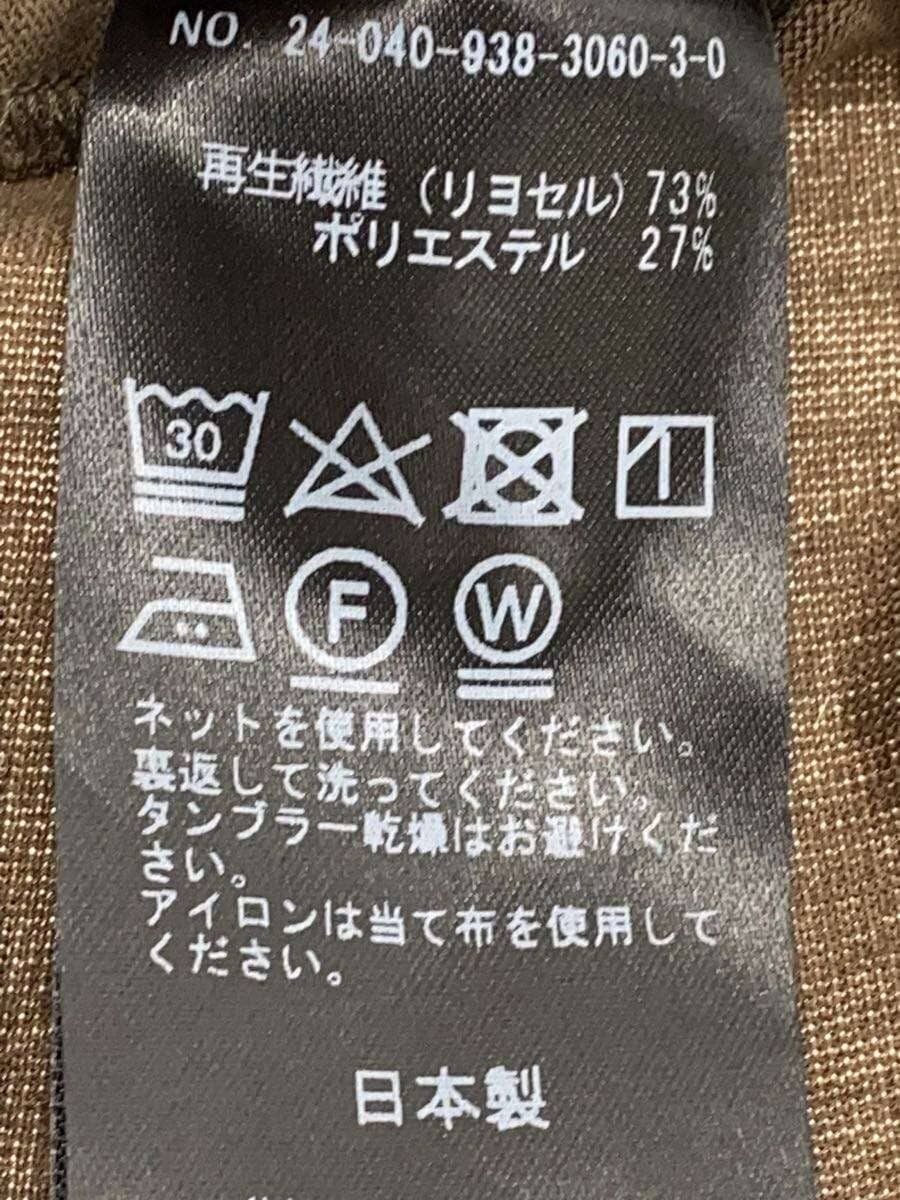 NO. 24-040-938-3060-3-0
再生繊維 (リヨセル) 73%
ポリエステル 27%
30
F
W
ネットを使用してください。
裏返して洗ってください。
タンブラー乾燥はお避けくだ
さい。
アイロンは当て布を使用して
ください。
日本製